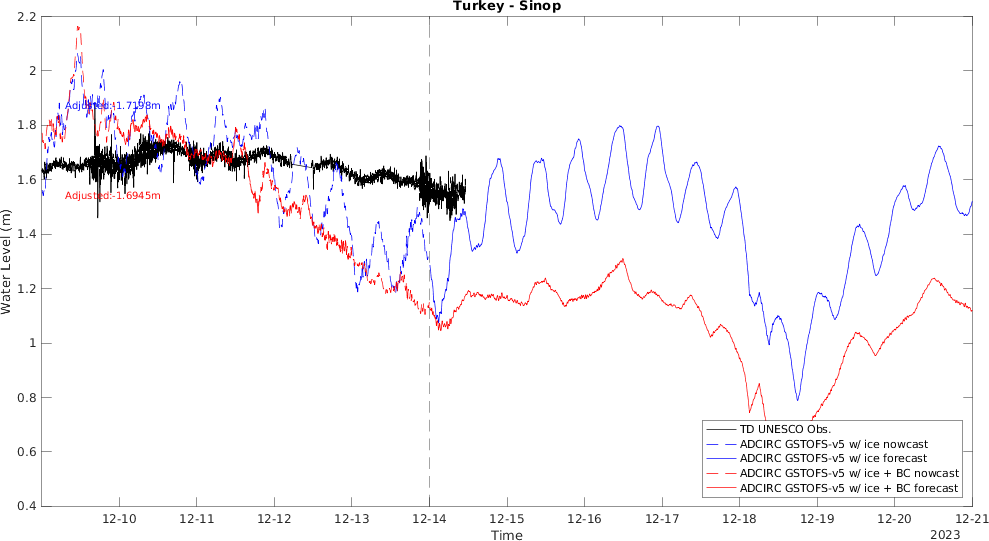 Turkey - Sinop
2.2
2
1.8
1.6
1.4
1.2
1
0.8
0.6
0.4
Water Level (m)
Adjusted:-1.7198m
Adjusted:-1.6945m
TD UNESCO Obs.
ADCIRC GSTOFS-v5 w/ ice nowcast
ADCIRC GSTOFS-v5 w/ ice forecast
ADCIRC GSTOFS-v5 w/ ice + BC nowcast
ADCIRC GSTOFS-v5 w/ ice + BC forecast
12-10 12-11 12-12 12-13 12-14 12-15 12-16 12-17 12-18 12-19 12-20 12-21
Time
2023